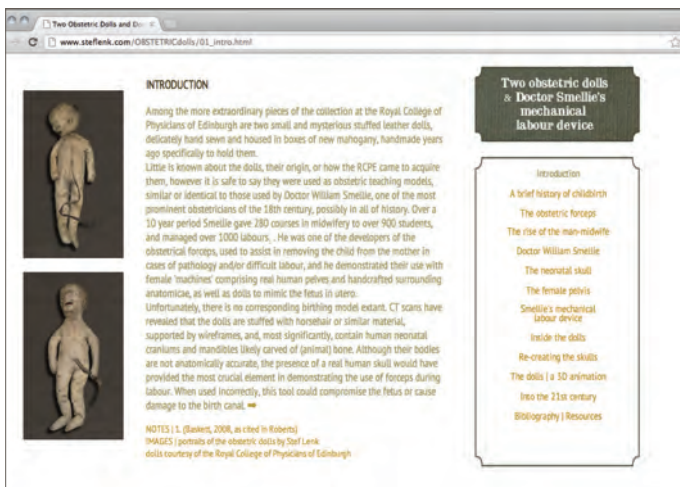 Two Obstetric Dolls and Do
www.steflenk.com/OBSTETRICdolls/01_intro.html
INTRODUCTION
Among the more extraordinary pieces of the collection at the Royal College of
Physicians of Edinburgh are two small and mysterious stuffed leather dolls,
delicately hand sewn and housed in boxes of new mahogany, handmade years
ago specifically to hold them.
Little is known about the dolls, their origin, or how the RCPE came to acquire
them, however it is safe to say they were used as obstetric teaching models,
similar or identical to those used by Doctor William Smellie, one of the most
prominent obstetricians of the 18th century, possibly in all of history. Over a
10 year period Smellie gave 280 courses in midwifery to over 900 students,
and managed over 1000 labours. . He was one of the developers of the
obstetrical forceps, used to assist in removing the child from the mother in
cases of pathology and/or difficult labour, and he demonstrated their use with
female 'machines' comprising real human pelves and handcrafted surrounding
anatomicae, as well as dolls to mimic the fetus in utero.
Unfortunately, there is no corresponding birthing model extant. CT scans have
revealed that the dolls are stuffed with horsehair or similar material,
supported by wireframes, and, most significantly, contain human neonatal
craniums and mandibles likely carved of (animal) bone. Although their bodies
are not anatomically accurate, the presence of a real human skull would have
provided the most crucial element in demonstrating the use of forceps during
labour. When used incorrectly, this tool could compromise the fetus or cause
damage to the birth canal. ➡
NOTES | 1. (Baskett, 2008, as cited in Roberts)
IMAGES | portraits of the obstetric dolls by Stef Lenk
dolls courtesy of the Royal College of Physicians of Edinburgh
Two obstetric dolls
& Doctor Smellie's
mechanical
labour device
Introduction
A brief history of childbirth
The obstetric forceps
The rise of the man-midwife
Doctor William Smellie
The neonatal skull
The female pelvis
Smellie's mechanical
labour device
Inside the dolls
Re-creating the skulls
The dolls | a 3D animation
Into the 21st century
Bibliography | Resources